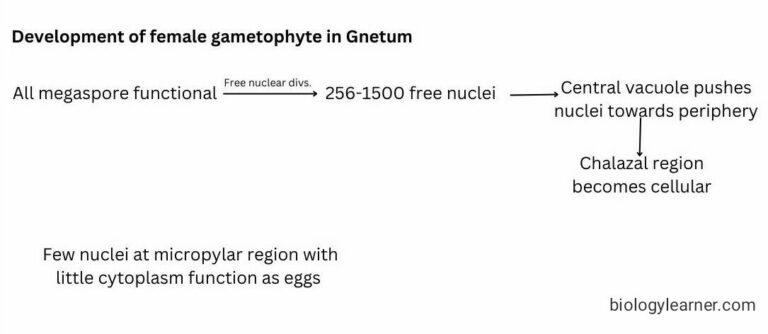 Development of female gametophyte in Gnetum
All megaspore functional
Free nuclear divs.
256-1500 free nuclei
Central vacuole pushes
nuclei towards periphery
Chalazal region
becomes cellular
Few nuclei at micropylar region with
little cytoplasm function as eggs
biologylearner.com